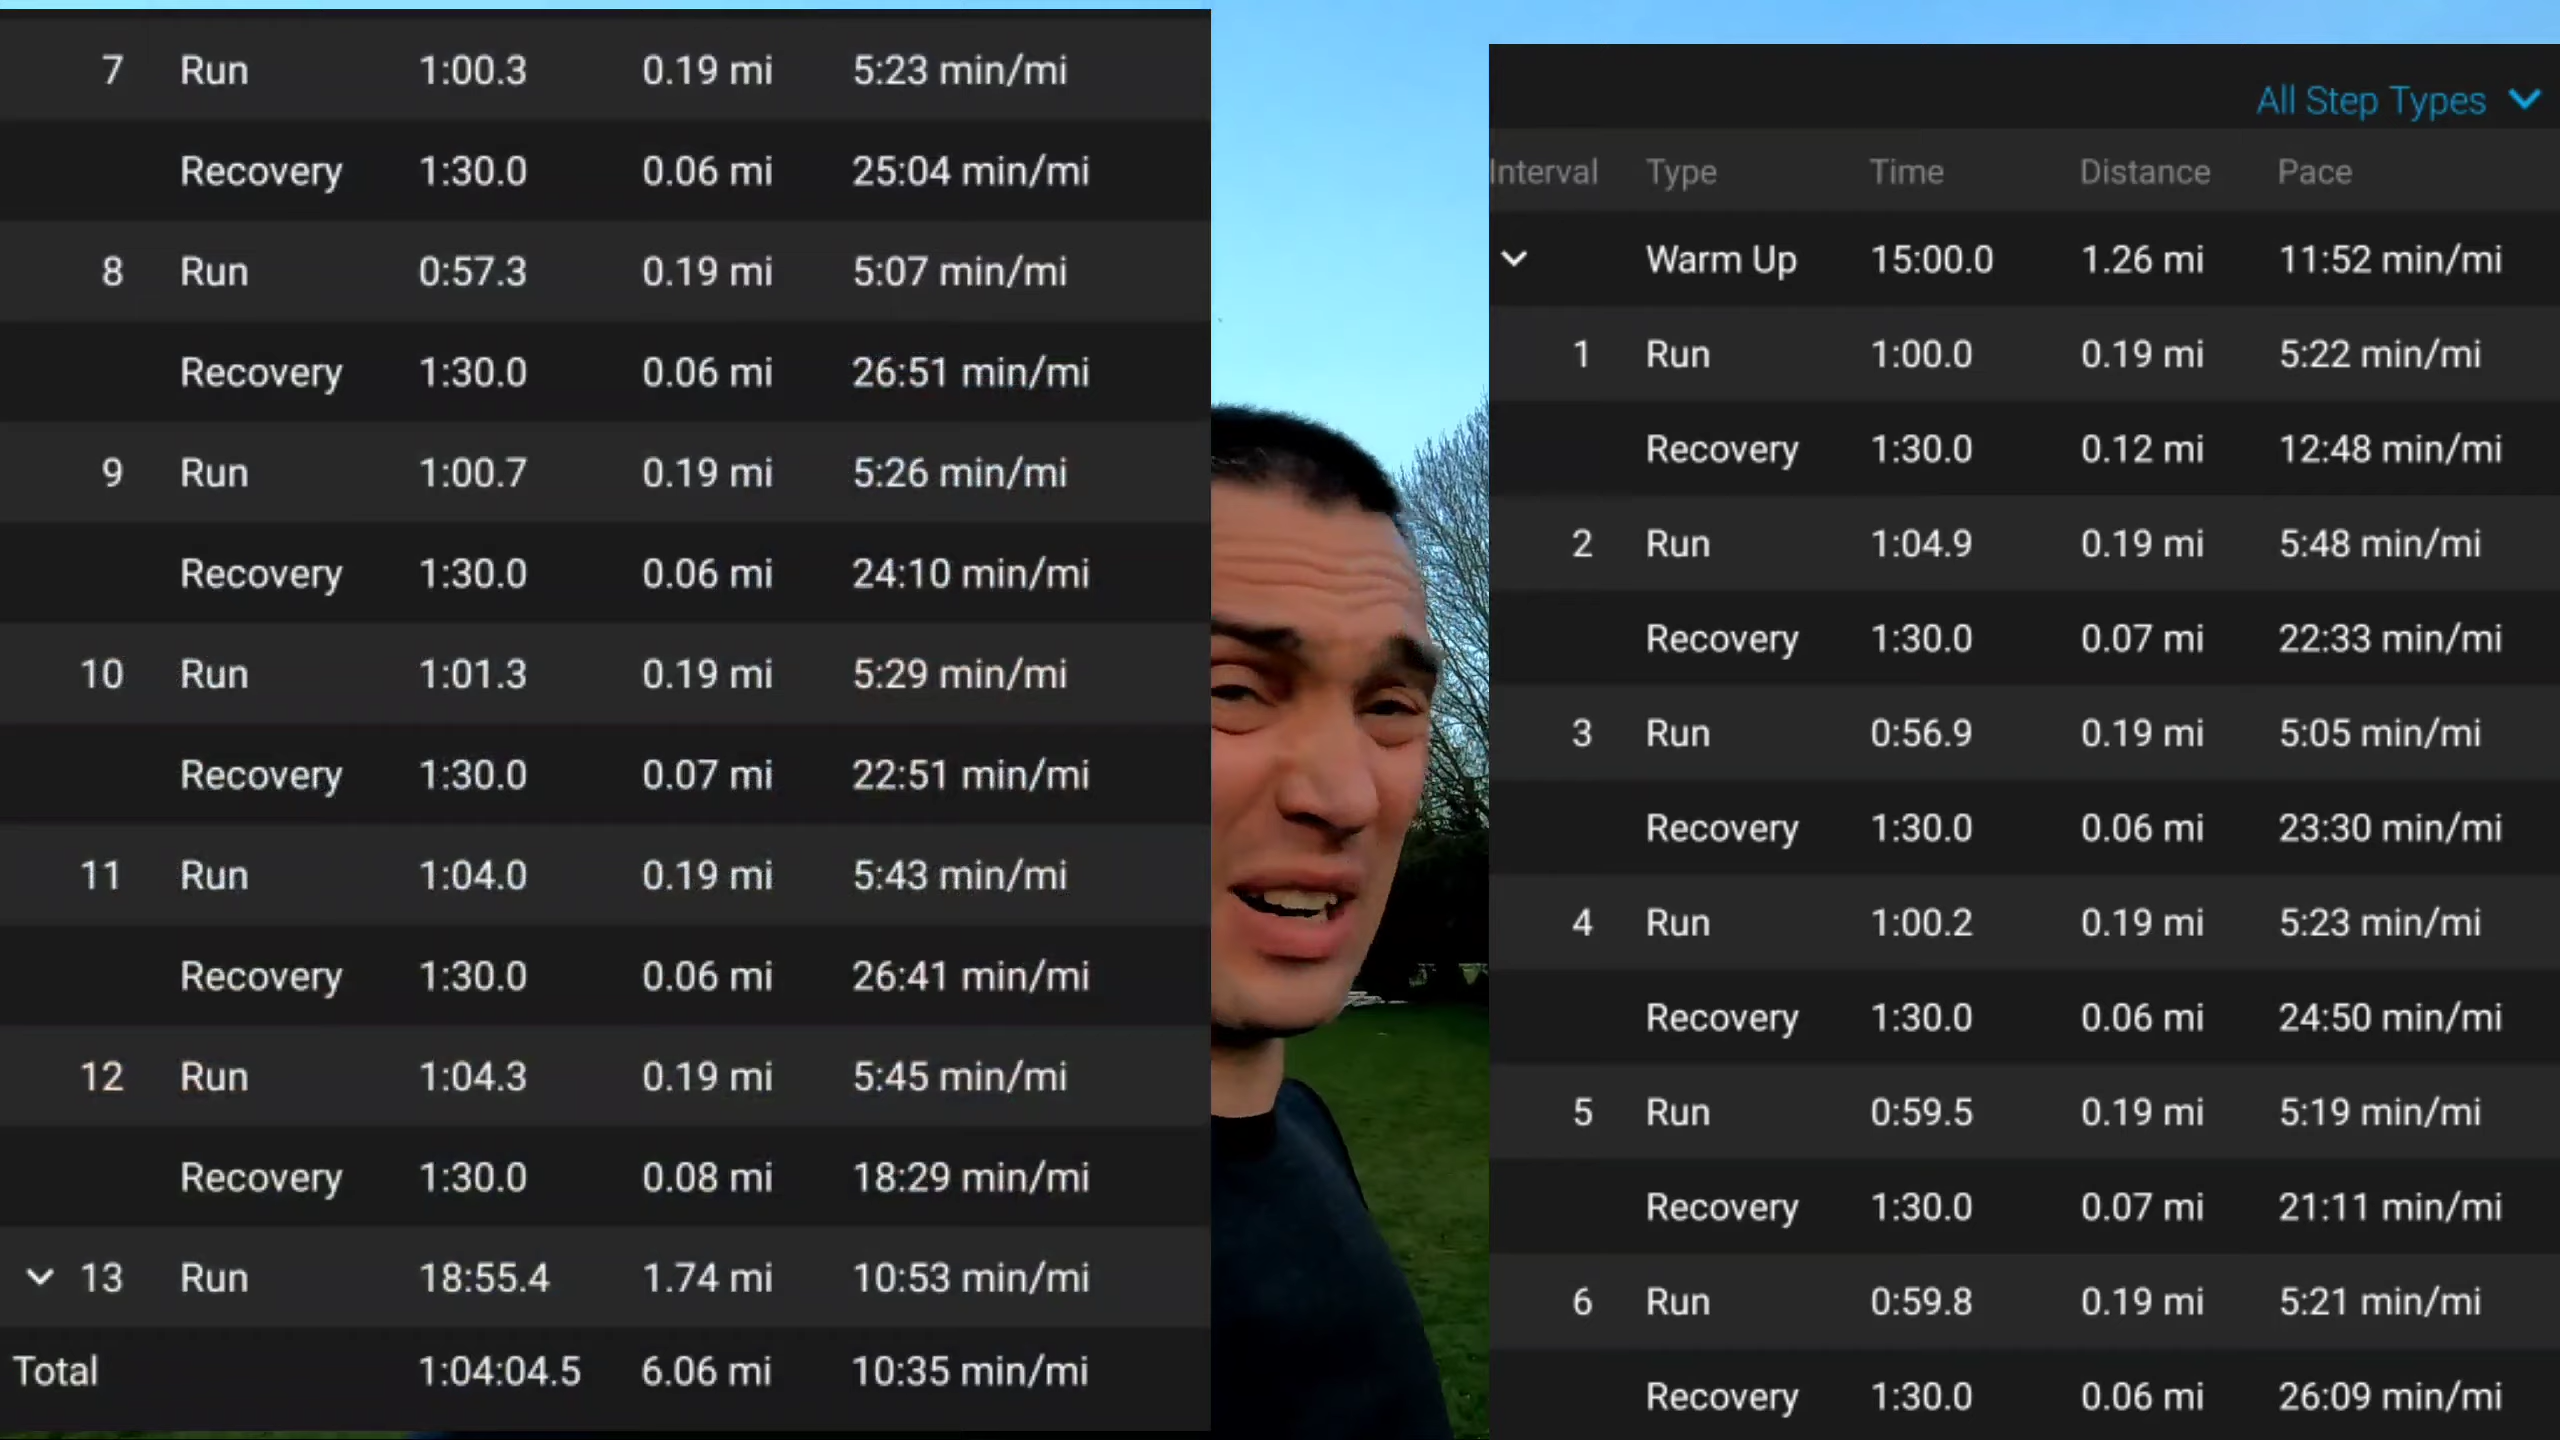 7 Run 1:00.3 0.19 mi 5:23 min/mi
Recovery 1:30.0 0.06 mi 25:04 min/mi
8 Run 0:57.3 0.19 mi 5:07 min/mi
Recovery 1:30.0 0.06 mi 26:51 min/mi
9 Run 1:00.7 0.19 mi 5:26 min/mi
Recovery 1:30.0 0.06 mi 24:10 min/mi
10 Run 1:01.3 0.19 mi 5:29 min/mi
Recovery 1:30.0 0.07 mi 22:51 min/mi
11 Run 1:04.0 0.19 mi 5:43 min/mi
Recovery 1:30.0 0.06 mi 26:41 min/mi
12 Run 1:04.3 0.19 mi 5:45 min/mi
Recovery 1:30.0 0.08 mi 18:29 min/mi
13 Run 18:55.4 1.74 mi 10:53 min/mi
Total 1:04:04.5 6.06 mi 10:35 min/mi
All Step Types
Interval Type Time Distance Pace
Warm Up 15:00.0 1.26 mi 11:52 min/mi
1 Run 1:00.0 0.19 mi 5:22 min/mi
Recovery 1:30.0 0.12 mi 12:48 min/mi
2 Run 1:04.9 0.19 mi 5:48 min/mi
Recovery 1:30.0 0.07 mi 22:33 min/mi
3 Run 0:56.9 0.19 mi 5:05 min/mi
Recovery 1:30.0 0.06 mi 23:30 min/mi
4 Run 1:00.2 0.19 mi 5:23 min/mi
Recovery 1:30.0 0.06 mi 24:50 min/mi
5 Run 0:59.5 0.19 mi 5:19 min/mi
Recovery 1:30.0 0.07 mi 21:11 min/mi
6 Run 0:59.8 0.19 mi 5:21 min/mi
Recovery 1:30.0 0.06 mi 26:09 min/mi